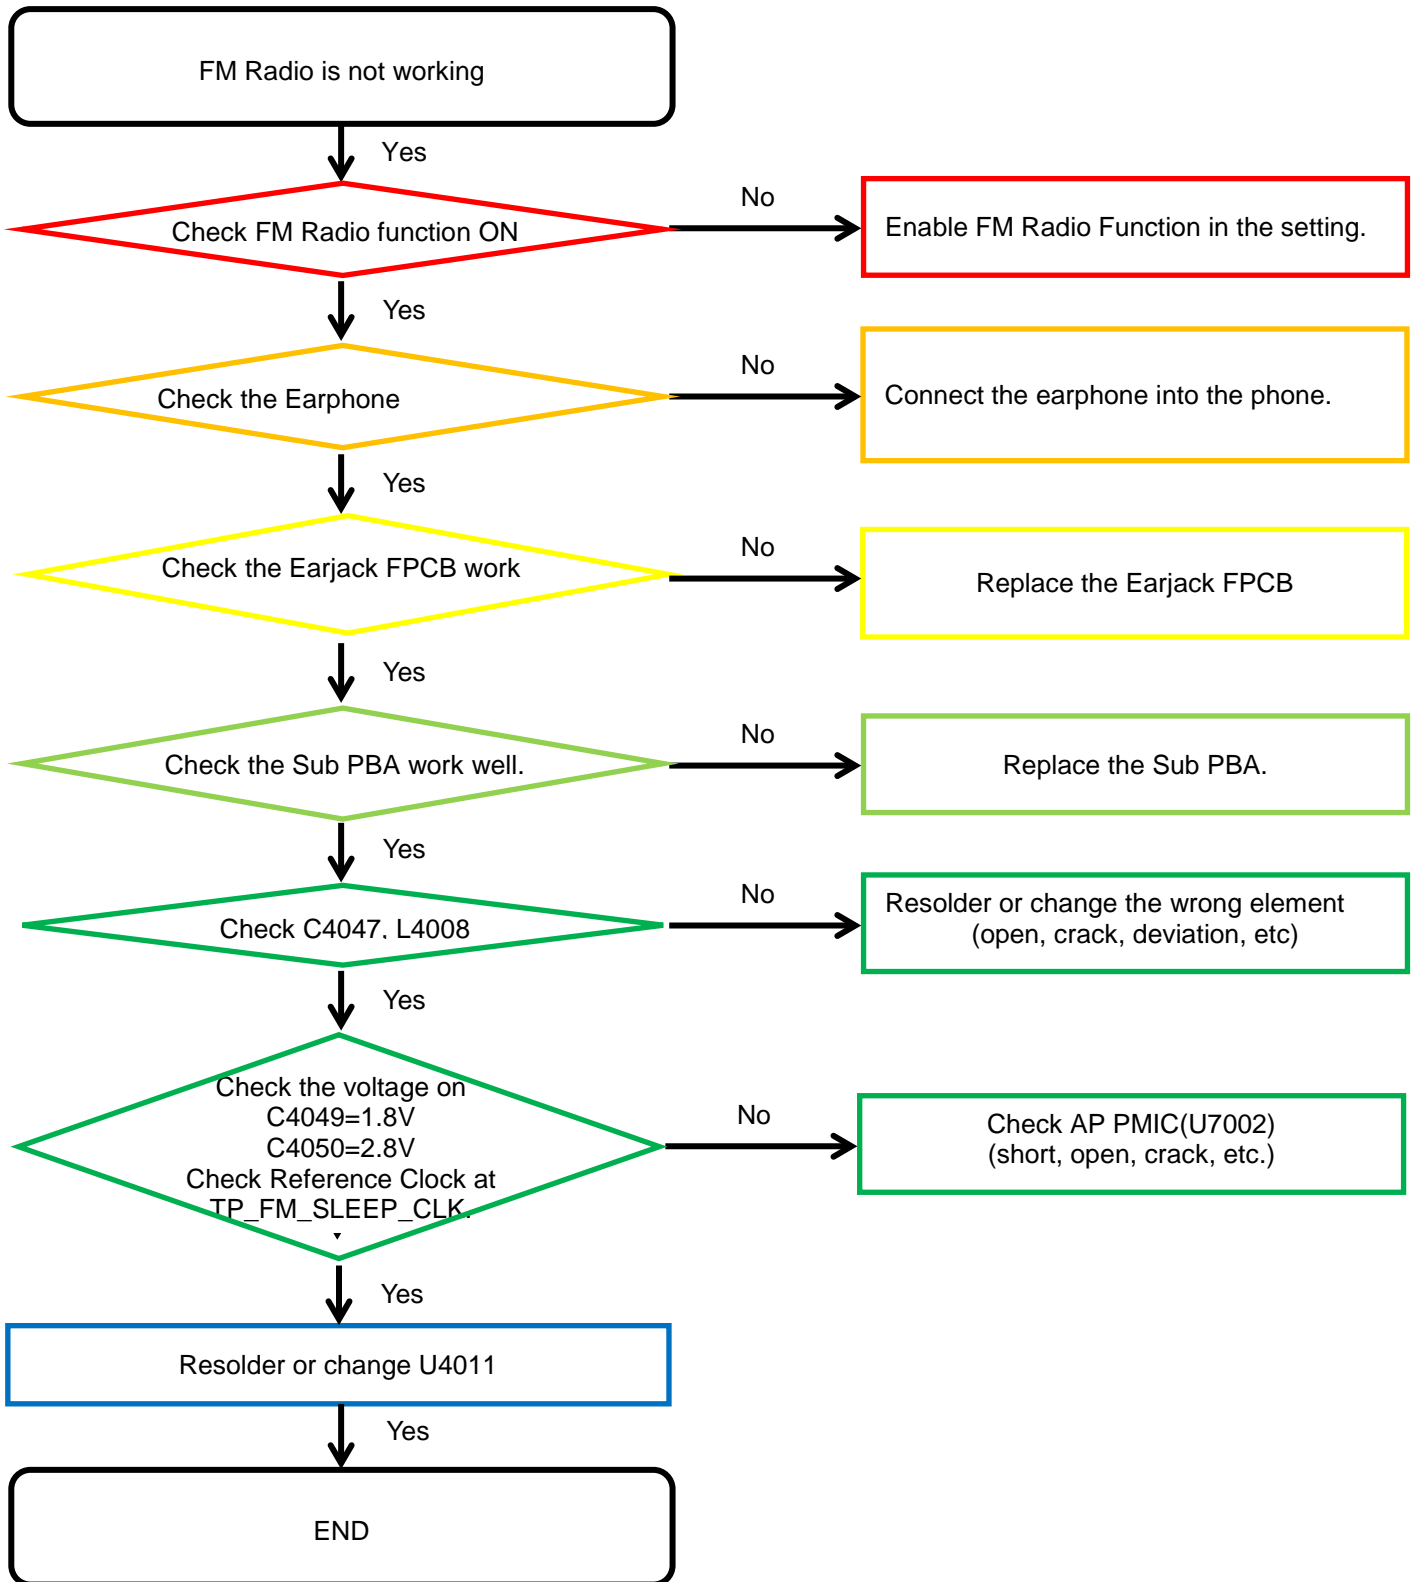 FM Radio is not working
Yes
Check FM Radio function ON
No
Enable FM Radio Function in the setting.
Yes
Check the Earphone
No
Connect the earphone into the phone.
Yes
Check the Earjack FPCB work
No
Replace the Earjack FPCB
Yes
Check the Sub PBA work well.
No
Replace the Sub PBA.
Yes
Check C4047, L4008
No
Resolder or change the wrong element
(open, crack, deviation, etc)
Yes
Check the voltage on
C4049=1.8V
C4050=2.8V
Check Reference Clock at
TP_FM_SLEEP_CLK.
No
Check AP PMIC(U7002)
(short, open, crack, etc.)
Yes
Resolder or change U4011
Yes
END